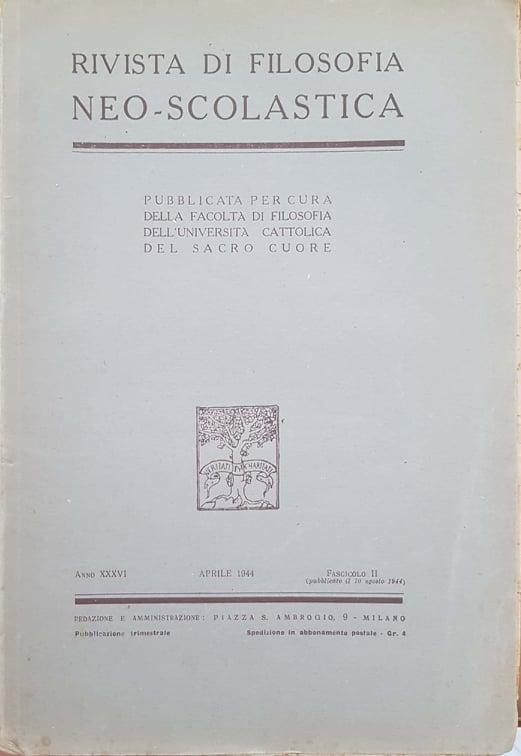 RIVISTA DI FILOSOFIA
NEO-SCOLASTICA
PUBBLICATA PER CURA
DELLA FACOLTÀ DI FILOSOFIA
DELL'UNIVERSITÀ CATTOLICA
DEL SACRO CUORE
VERITATI ET CHARITATI
ANNO XXXVI APRILE 1944 FASCICOLO II
(pubblicato il 10 agosto 1944)
REDAZIONE E AMMINISTRAZIONE: PIAZZA S. AMBROGIO, 9 - MILANO
Pubblicazione trimestrale Spedizione in abbonamento postale - Gr. 4